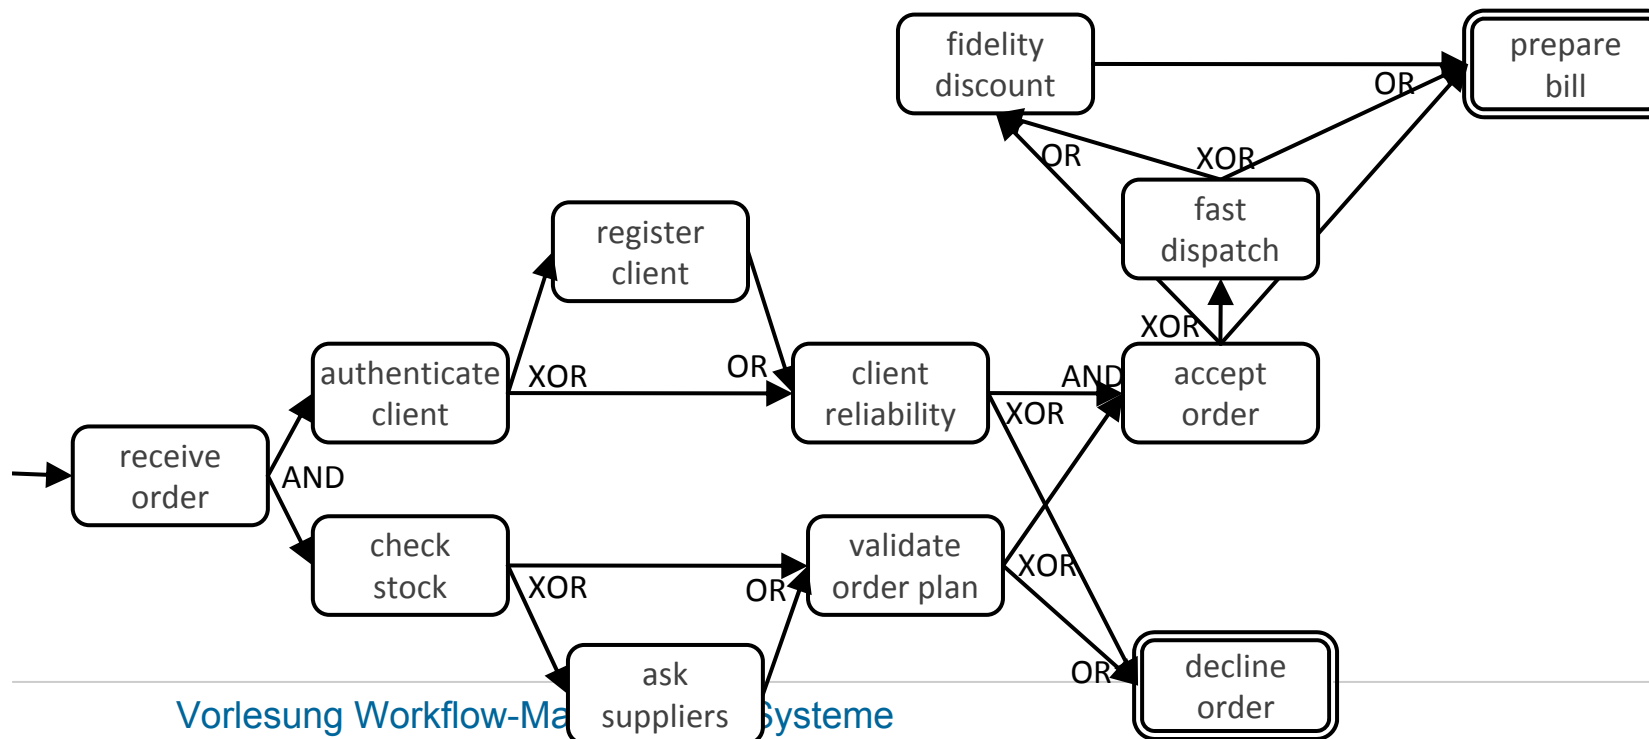 fidelity
discount
prepare
bill
OR
OR
XOR
fast
dispatch
register
client
XOR
authenticate
client
XOR
OR
client
reliability
AND
XOR
accept
order
receive
order
AND
check
stock
XOR
OR
validate
order plan
XOR
ask
suppliers
OR
decline
order
Vorlesung Workflow-Ma
Systeme